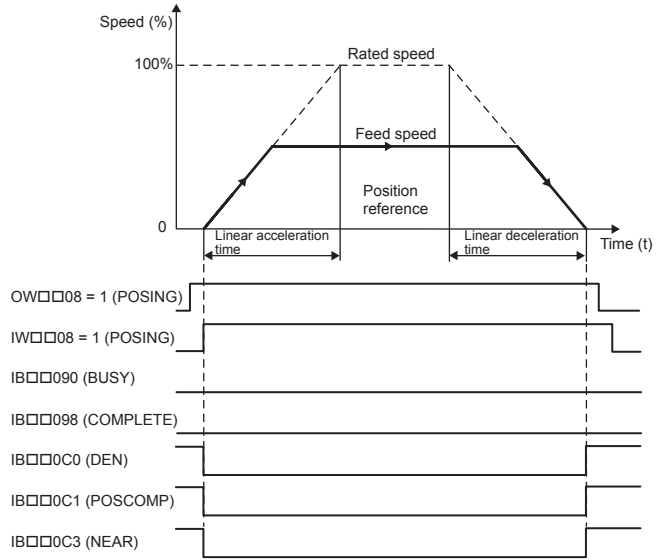 Speed (%)
Rated speed
100%
Feed speed
Position
reference
0
Linear acceleration
time
Linear deceleration
time
Time (t)
OW□□08 = 1 (POSING)
IW□□08 = 1 (POSING)
IB□□090 (BUSY)
IB□□098 (COMPLETE)
IB□□0C0 (DEN)
IB□□0C1 (POSCOMP)
IB□□0C3 (NEAR)